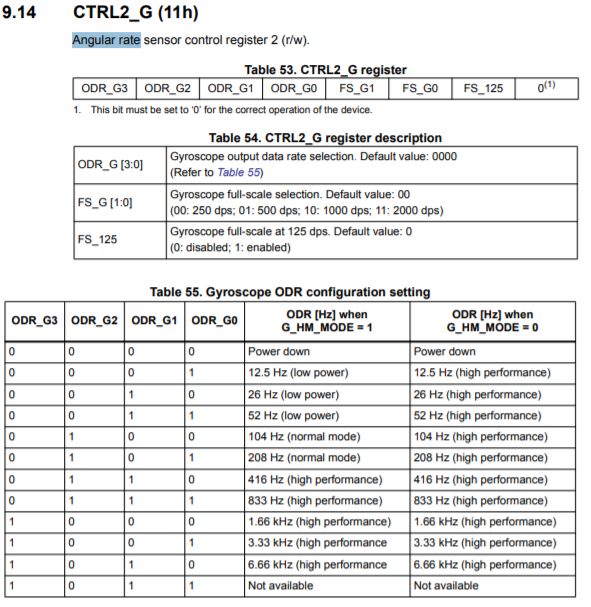 9.14 CTRL2_G (11h)
Angular rate sensor control register 2 (r/w).
Table 53. CTRL2_G register
ODR_G3 ODR_G2 ODR_G1 ODR_G0 FS_G1 FS_G0 FS_125 0(1)
1. This bit must be set to '0' for the correct operation of the device.
Table 54. CTRL2_G register description
ODR_G [3:0] Gyroscope output data rate selection. Default value: 0000
(Refer to Table 55)
FS_G [1:0] Gyroscope full-scale selection. Default value: 00
(00: 250 dps; 01: 500 dps; 10: 1000 dps; 11: 2000 dps)
FS_125 Gyroscope full-scale at 125 dps. Default value: 0
(0: disabled; 1: enabled)
Table 55. Gyroscope ODR configuration setting
ODR_G3 ODR_G2 ODR_G1 ODR_G0 ODR [Hz] when G_HM_MODE = 1 ODR [Hz] when G_HM_MODE = 0
0 0 0 0 Power down Power down
0 0 0 1 12.5 Hz (low power) 12.5 Hz (high performance)
0 0 1 0 26 Hz (low power) 26 Hz (high performance)
0 0 1 1 52 Hz (low power) 52 Hz (high performance)
0 1 0 0 104 Hz (normal mode) 104 Hz (high performance)
0 1 0 1 208 Hz (normal mode) 208 Hz (high performance)
0 1 1 0 416 Hz (high performance) 416 Hz (high performance)
0 1 1 1 833 Hz (high performance) 833 Hz (high performance)
1 0 0 0 1.66 kHz (high performance) 1.66 kHz (high performance)
1 0 0 1 3.33 kHz (high performance 3.33 kHz (high performance)
1 0 1 0 6.66 kHz (high performance 6.66 kHz (high performance)
1 0 1 1 Not available Not available